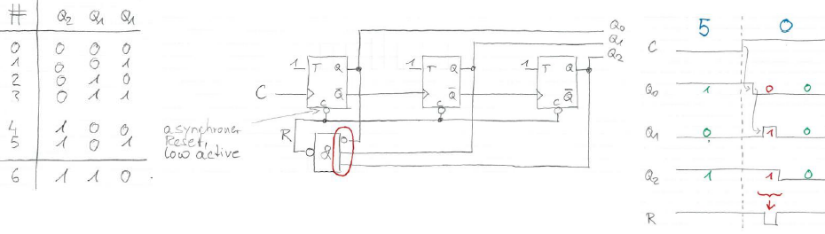 # Q₂ Q₁ Q₁
0 0 0 0
1 0 0 1
2 0 1 0
3 0 1 1
4 1 0 0
5 1 0 1
6 1 1 0
Q₀
Q₁
Q₂
1 T Q 1 T Q 1 T Q
C Q̅ Q̅ Q̅
C C C
asynchroner
Reset,
low active
R
&
5 0
C
Q₀ 1 0 0
Q₁ 0 1 0
Q₂ 1 1 0
R